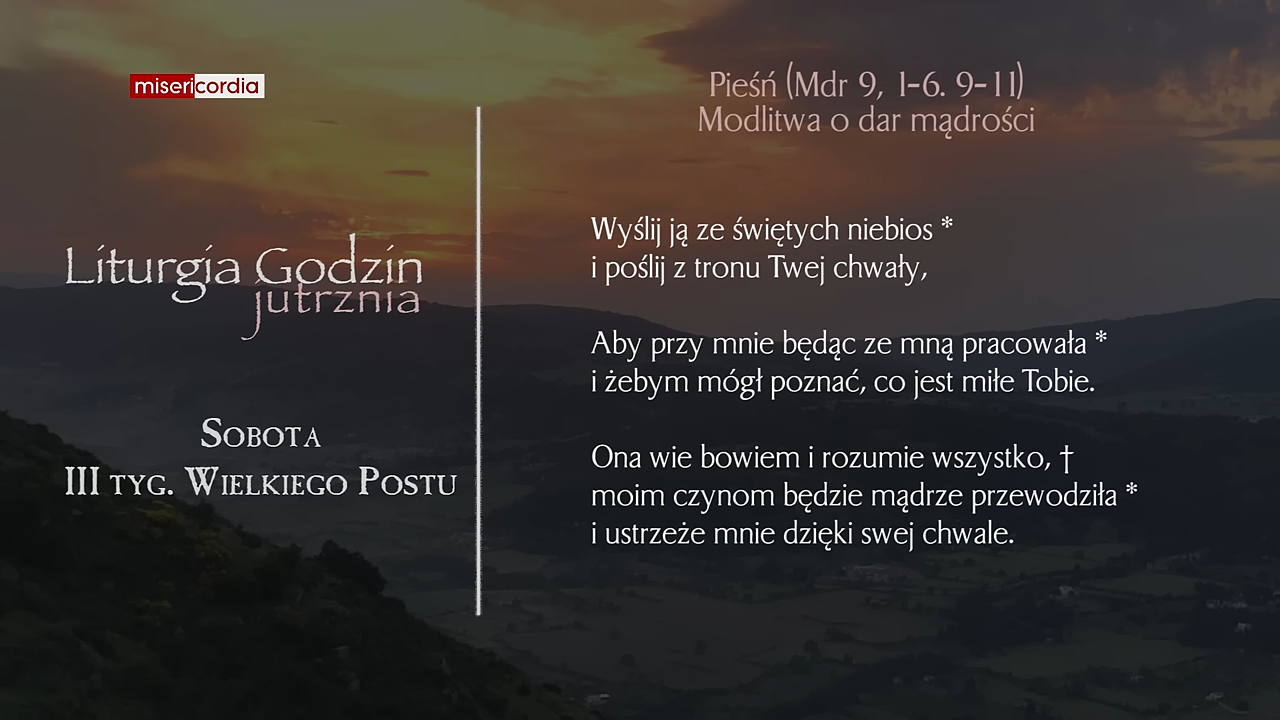 misericordia
Liturgia Godzin
jutrznia
Sobota
III tyg. Wielkiego Postu
Pieśń (Mdr 9, 1-6. 9-11)
Modlitwa o dar mądrości
Wyślij ją ze świętych niebios *
i poślij z tronu Twej chwały,
Aby przy mnie będąc ze mną pracowała *
i żebym mógł poznać, co jest miłe Tobie.
Ona wie bowiem i rozumie wszystko, †
moim czynom będzie mądrze przewodziła *
i ustrzeże mnie dzięki swej chwale.